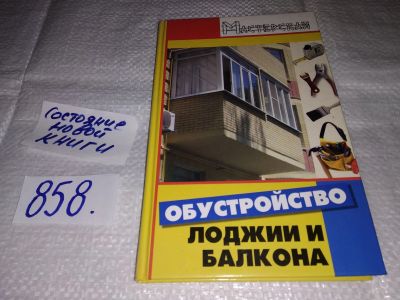 Состояние
новой
книги
858.
МАСТЕРСКАЯ
ОБУСТРОЙСТВО
ЛОДЖИИ И
БАЛКОНА